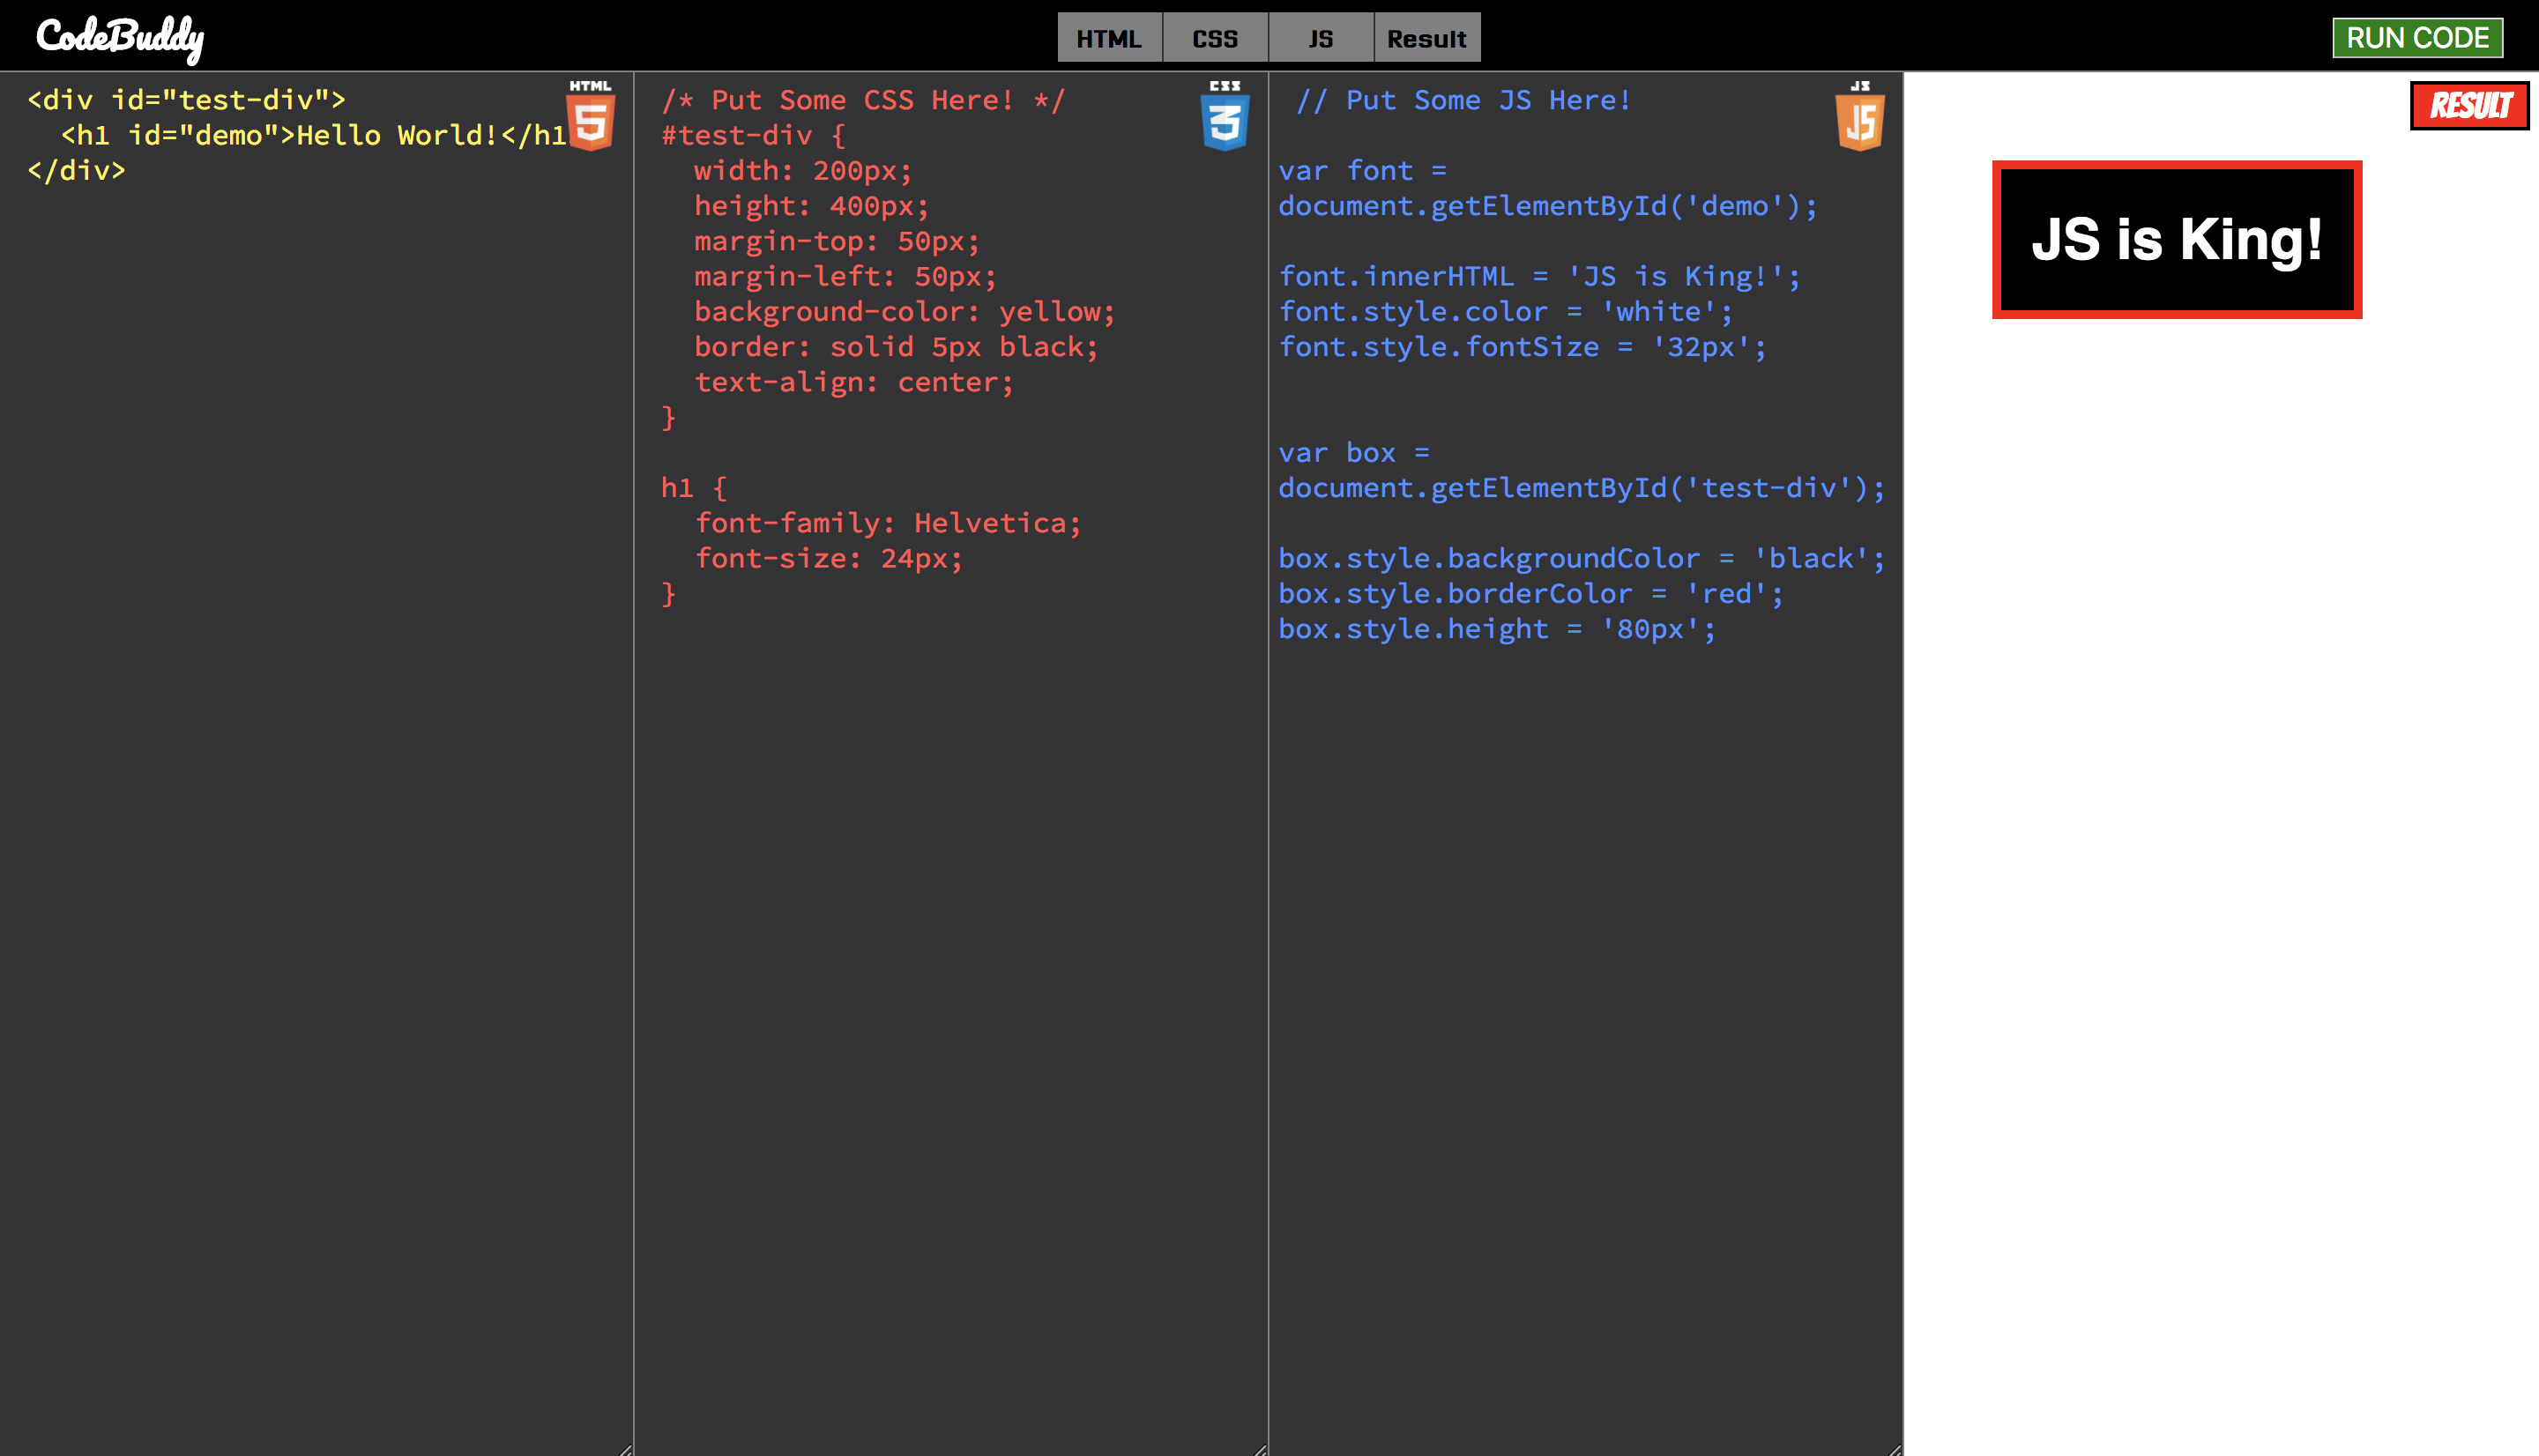 CodeBuddy
HTML CSS JS Result
RUN CODE
HTML
<div id="test-div">
  <h1 id="demo">Hello World!</h1
</div>
CSS
/* Put Some CSS Here! */
#test-div {
  width: 200px;
  height: 400px;
  margin-top: 50px;
  margin-left: 50px;
  background-color: yellow;
  border: solid 5px black;
  text-align: center;
}
h1 {
  font-family: Helvetica;
  font-size: 24px;
}
JS
// Put Some JS Here!
var font =
document.getElementById('demo');
font.innerHTML = 'JS is King!';
font.style.color = 'white';
font.style.fontSize = '32px';
var box =
document.getElementById('test-div');
box.style.backgroundColor = 'black';
box.style.borderColor = 'red';
box.style.height = '80px';
RESULT
JS is King!